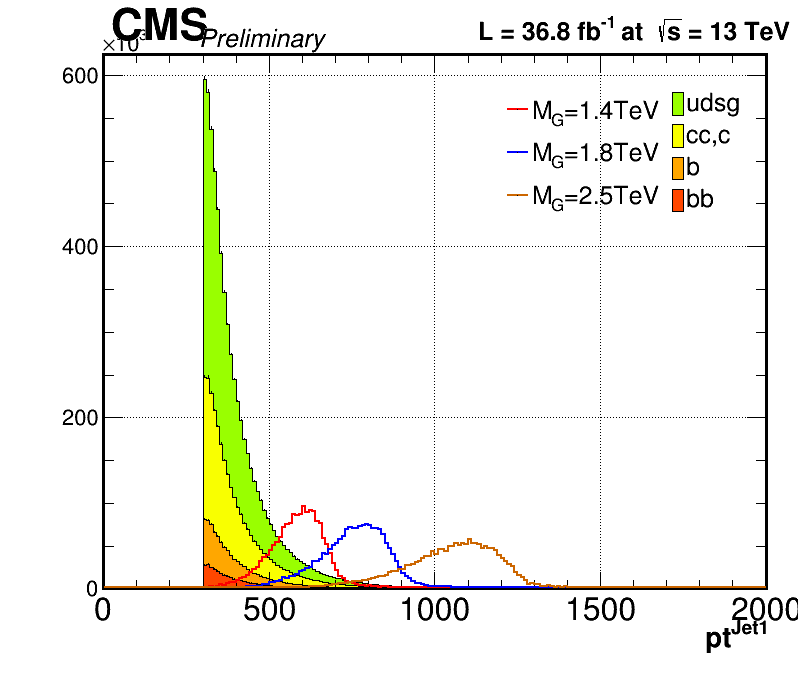 CMS Preliminary L = 36.8 fb⁻¹ at √s = 13 TeV
×10³
600
400
200
0
M_G=1.4TeV
M_G=1.8TeV
M_G=2.5TeV
udsg
cc,c
b
bb
0 500 1000 1500 2000
pt^Jet1